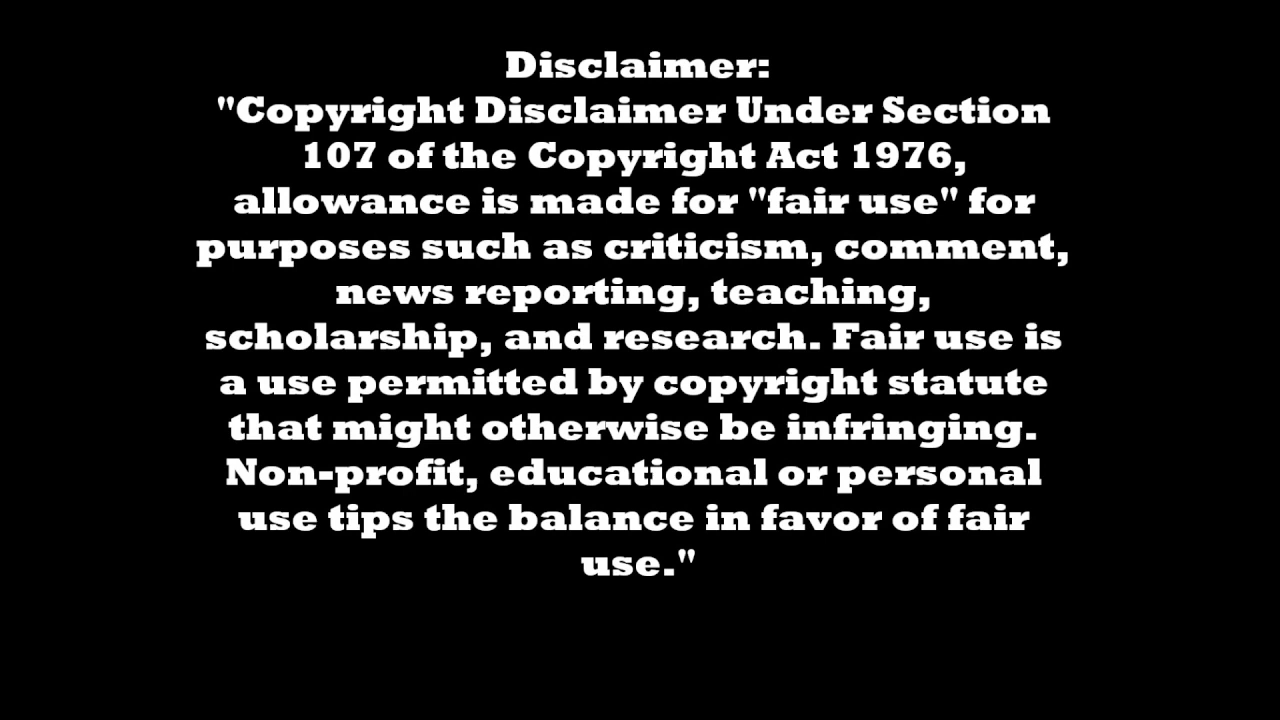 Disclaimer:
"Copyright Disclaimer Under Section
107 of the Copyright Act 1976,
allowance is made for "fair use" for
purposes such as criticism, comment,
news reporting, teaching,
scholarship, and research. Fair use is
a use permitted by copyright statute
that might otherwise be infringing.
Non-profit, educational or personal
use tips the balance in favor of fair
use."